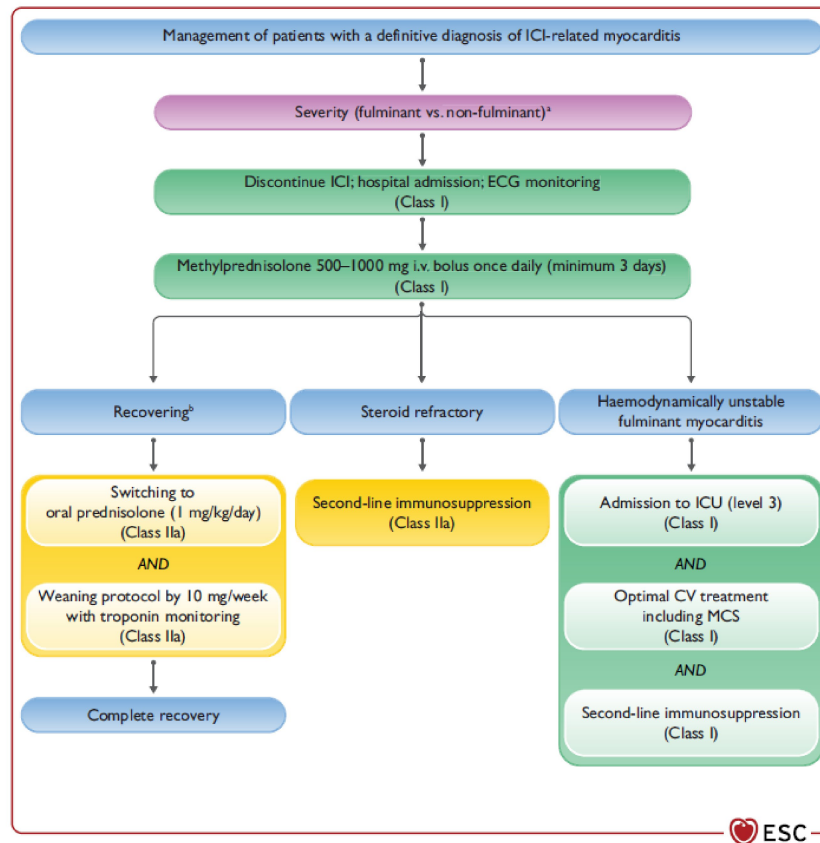 Management of patients with a definitive diagnosis of ICI-related myocarditis
Severity (fulminant vs. non-fulminant)ᵃ
Discontinue ICI; hospital admission; ECG monitoring
(Class I)
Methylprednisolone 500–1000 mg i.v. bolus once daily (minimum 3 days)
(Class I)
Recoveringᵇ
Switching to
oral prednisolone (1 mg/kg/day)
(Class IIa)
AND
Weaning protocol by 10 mg/week
with troponin monitoring
(Class IIa)
Complete recovery
Steroid refractory
Second-line immunosuppression
(Class IIa)
Haemodynamically unstable
fulminant myocarditis
Admission to ICU (level 3)
(Class I)
AND
Optimal CV treatment
including MCS
(Class I)
AND
Second-line immunosuppression
(Class I)
ESC